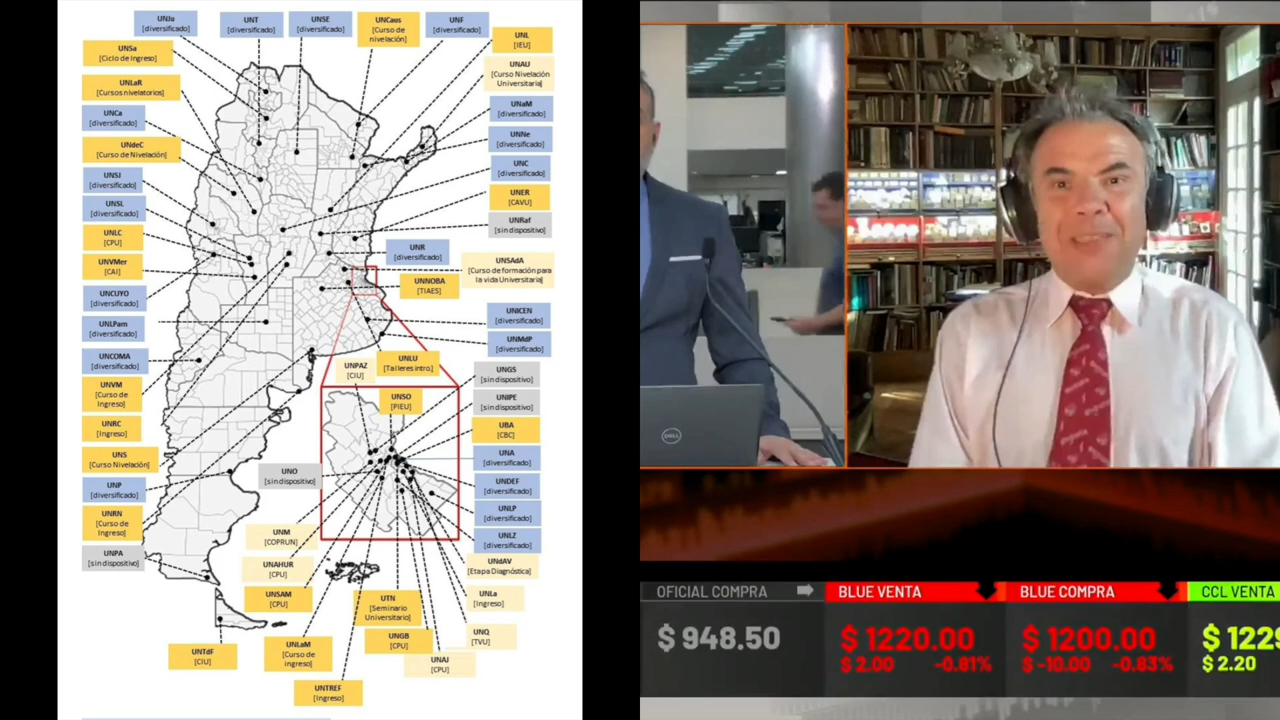 UNJu
[diversificado]
UNT
[diversificado]
UNSE
[diversificado]
UNCaus
[Curso de
nivelación]
UNF
[diversificado]
UNL
[IEU]
UNSa
[Ciclo de Ingreso]
UNAU
[Curso Nivelación
Universitaria]
UNLaR
[Cursos nivelatorios]
UNaM
[diversificado]
UNCa
[diversificado]
UNNe
[diversificado]
UNdeC
[Curso de Nivelación]
UNC
[diversificado]
UNSJ
[diversificado]
UNER
[CAVU]
UNSL
[diversificado]
UNRaf
[sin dispositivo]
UNLC
[CPU]
UNR
[diversificado]
UNVMer
[CAI]
UNSAdA
[Curso de formación para
la vida Universitaria]
UNNOBA
[TIAES]
UNCUYO
[diversificado]
UNICEN
[diversificado]
UNLPam
[diversificado]
UNMdP
[diversificado]
UNCOMA
[diversificado]
UNPAZ
[CIU]
UNLU
[Talleres intro.]
UNGS
[sin dispositivo]
UNVM
[Curso de
Ingreso]
UNSO
[PIEU]
UNIPE
[sin dispositivo]
UNRC
[Ingreso]
UBA
[CBC]
UNS
[Curso Nivelación]
UNA
[diversificado]
UNO
[sin dispositivo]
UNP
[diversificado]
UNDEF
[diversificado]
UNRN
[Curso de
Ingreso]
UNLP
[diversificado]
UNM
[COPRUN]
UNLZ
[diversificado]
UNPA
[sin dispositivo]
UNAHUR
[CPU]
UNdAV
[Etapa Diagnóstica]
UNSAM
[CPU]
UTN
[Seminario
Universitario]
UNLa
[Ingreso]
UNGB
[CPU]
UNQ
[TVU]
UNTdF
[CIU]
UNLaM
[Curso de
ingreso]
UNAJ
[CPU]
UNTREF
[Ingreso]
DELL
OFICIAL COMPRA
$ 948.50
BLUE VENTA
$ 1220.00
$ 2.00 -0.81%
BLUE COMPRA
$ 1200.00
$ -10.00 -0.83%
CCL VENTA
$ 122
$ 2.20